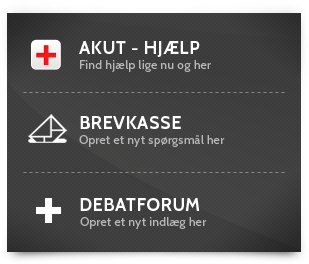 AKUT - HJÆLP
Find hjælp lige nu og her
BREVKASSE
Opret et nyt spørgsmål her
DEBATFORUM
Opret et nyt indlæg her